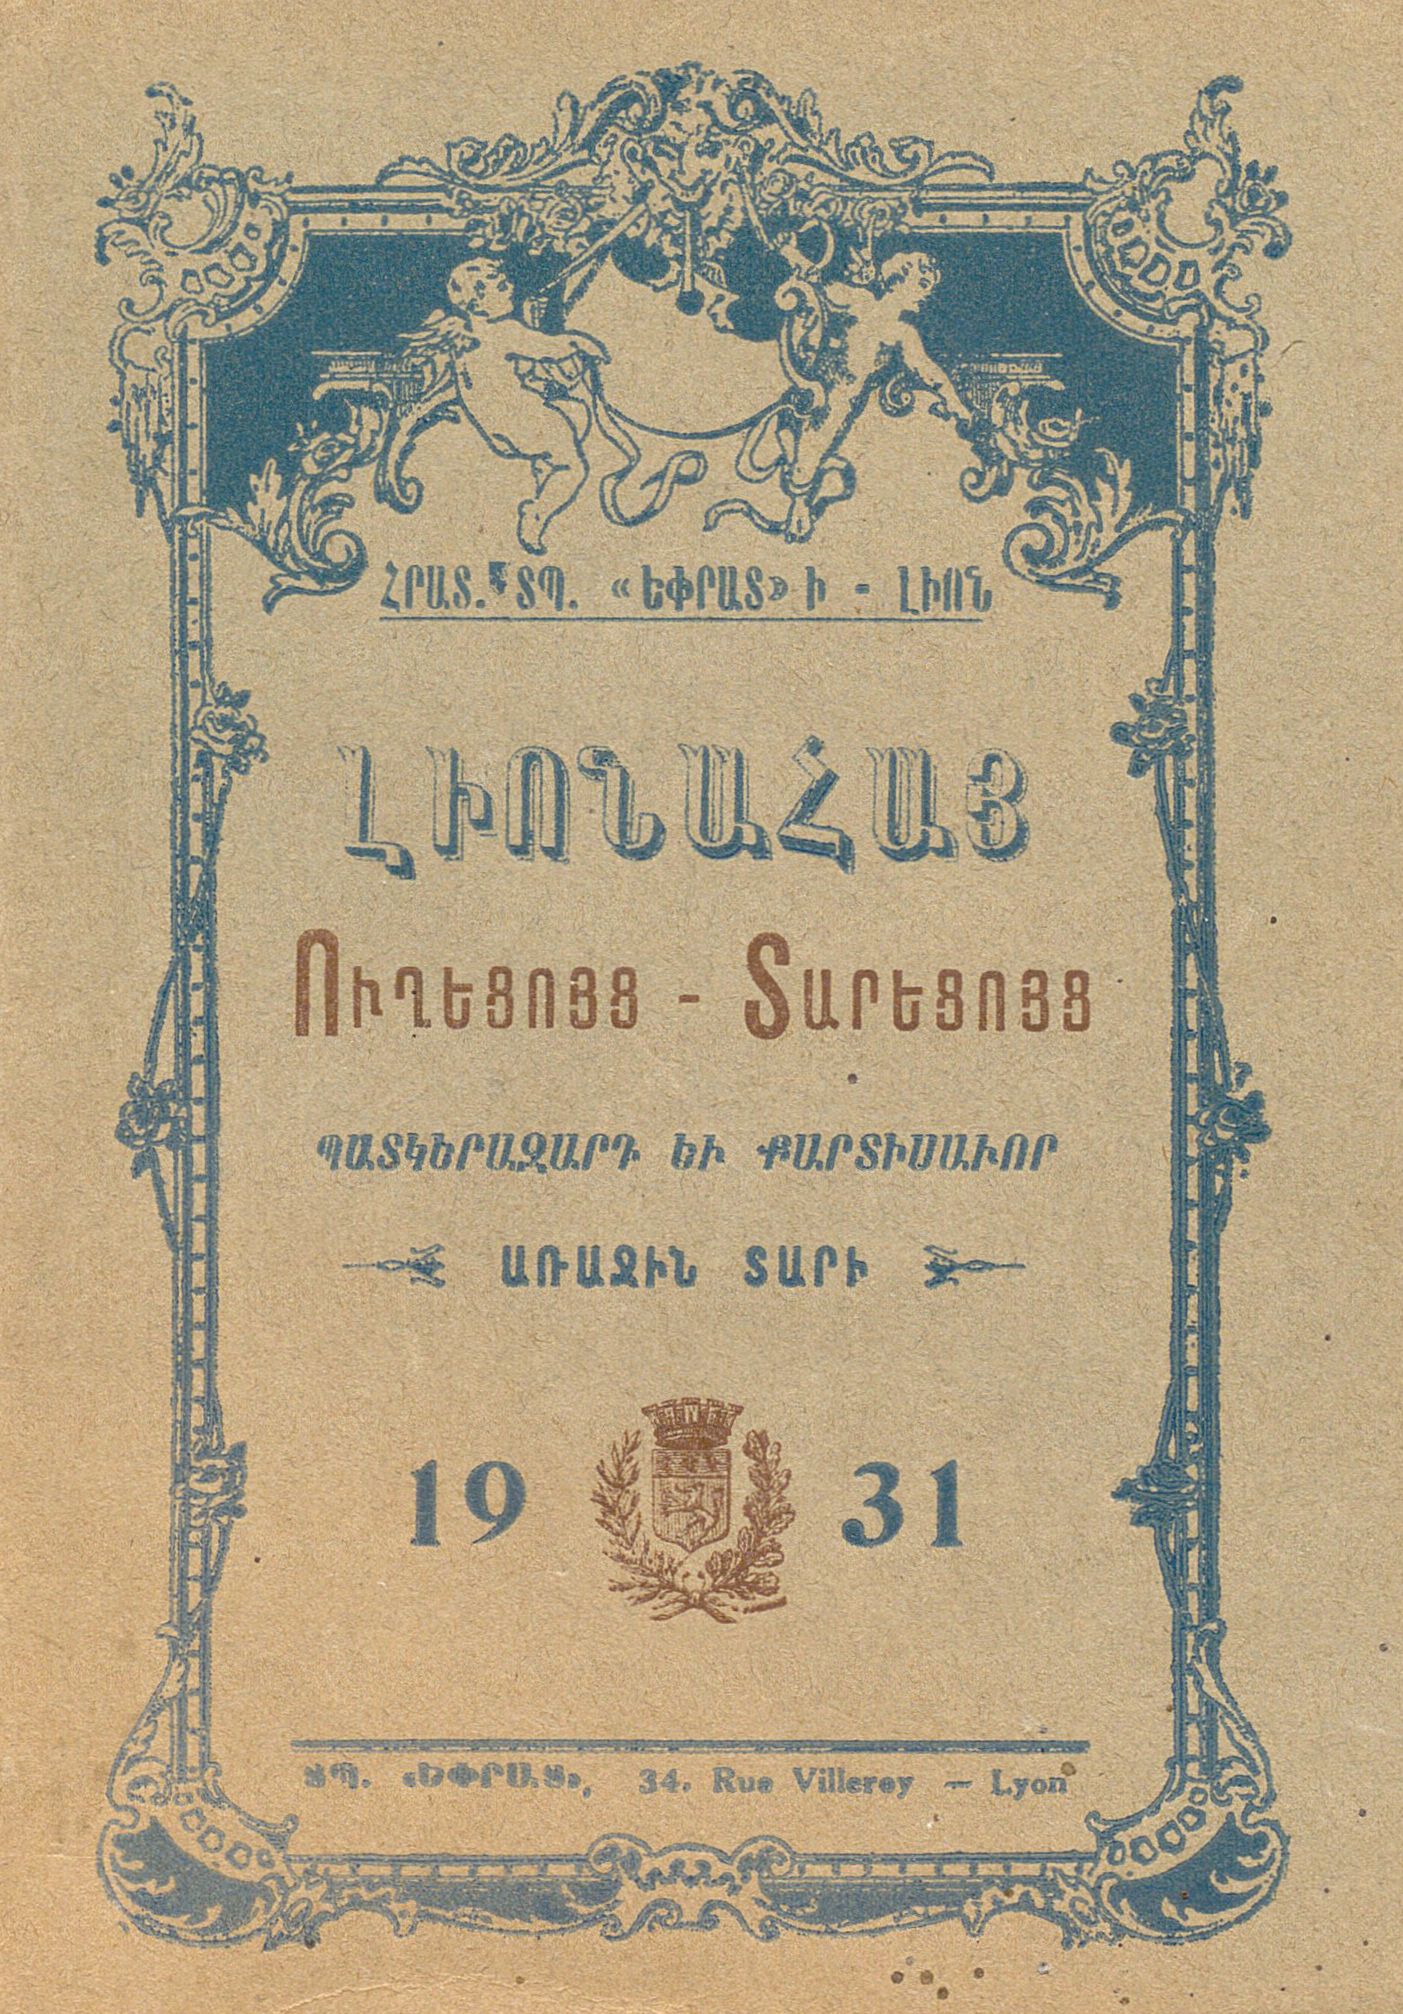 ՀՐԱՏ. ՏՊ. «ԵՓՐԱՏ» Ի - ԼԻՈՆ
ԼԻՈՆԱՀԱՅ
ՈՒՂԵՑՈՅՑ - ՏԱՐԵՑՈՅՑ
ՊԱՏԿԵՐԱԶԱՐԴ ԵՒ ՔԱՐՏԻՍԱՒՈՐ
ԱՌԱՋԻՆ ՏԱՐԻ
19 31
ՏՊ. «ԵՓՐԱՏ», 34. Rue Villeroy — Lyon